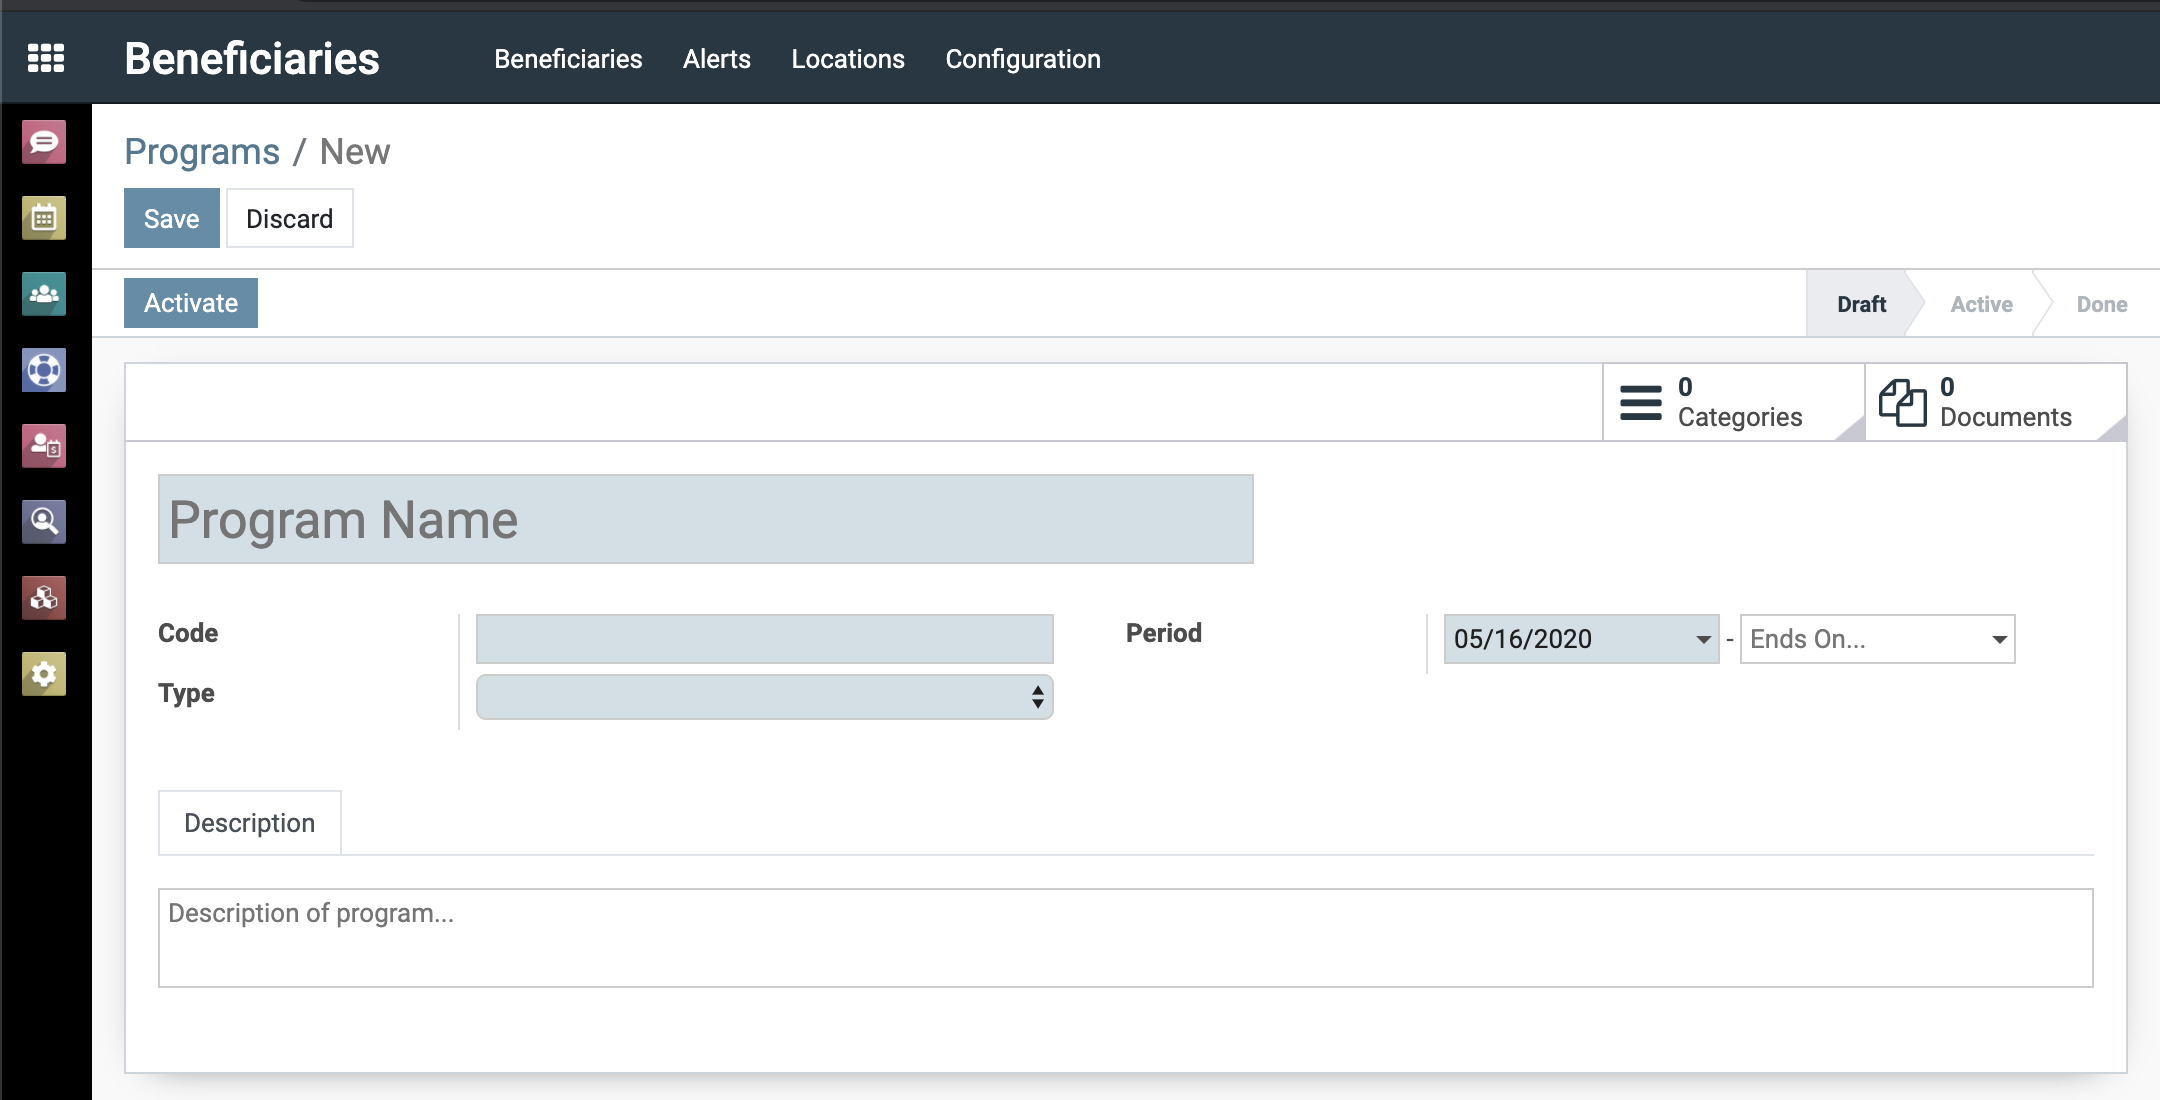 Beneficiaries
Beneficiaries Alerts Locations Configuration
Programs / New
Save Discard
Activate
Draft Active Done
0
Categories
0
Documents
Program Name
Code
Period
05/16/2020 - Ends On...
Type
Description
Description of program...